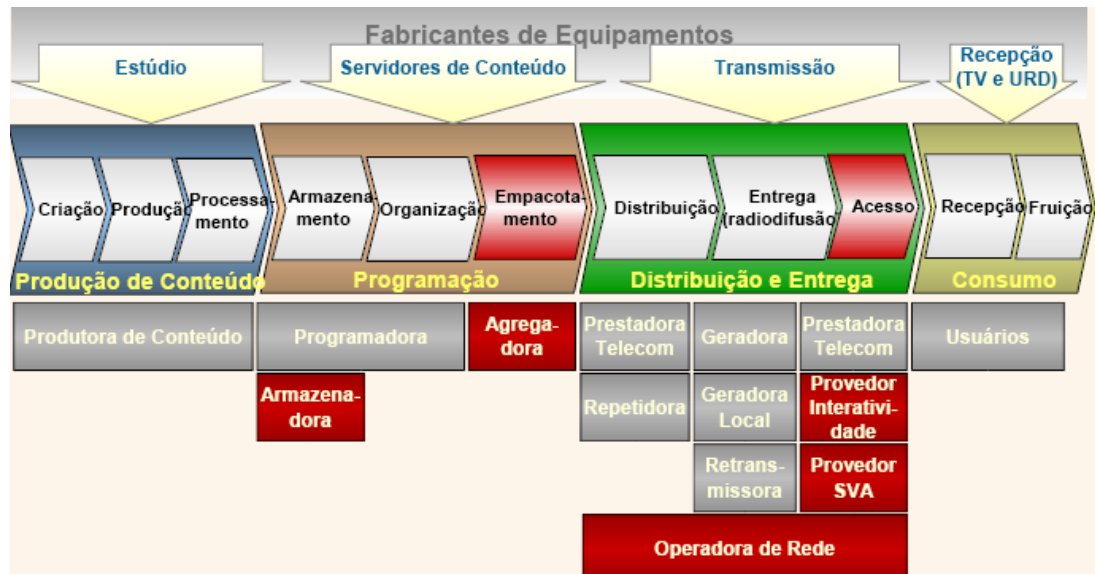 Fabricantes de Equipamentos
Estúdio
Servidores de Conteúdo
Transmissão
Recepção
(TV e URD)
Criação
Produção
Processa-
mento
Armazena-
mento
Organização
Empacota-
mento
Distribuição
Entrega
(radiodifusão
Acesso
Recepção
Fruição
Produção de Conteúdo
Programação
Distribuição e Entrega
Consumo
Produtora de Conteúdo
Programadora
Agrega-
dora
Prestadora
Telecom
Geradora
Prestadora
Telecom
Usuários
Armazena-
dora
Repetidora
Geradora
Local
Provedor
Interativi-
dade
Retrans-
missora
Provedor
SVA
Operadora de Rede